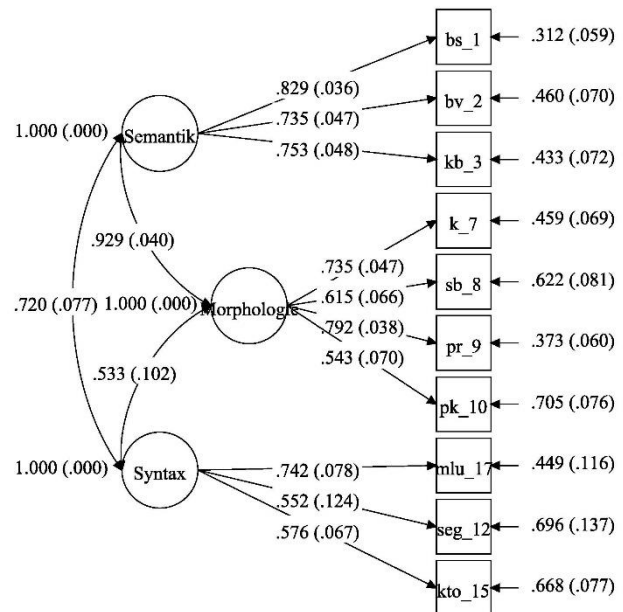 bs_1 .312 (.059)
.829 (.036)
bv_2 .460 (.070)
.735 (.047)
1.000 (.000) Semantik
.753 (.048) kb_3 .433 (.072)
k_7 .459 (.069)
.929 (.040)
.735 (.047)
sb_8 .622 (.081)
.615 (.066)
.720 (.077) 1.000 (.000) Morphologie
.792 (.038) pr_9 .373 (.060)
.543 (.070)
.533 (.102)
pk_10 .705 (.076)
1.000 (.000) Syntax
.742 (.078) mlu_17 .449 (.116)
.552 (.124)
seg_12 .696 (.137)
.576 (.067)
kto_15 .668 (.077)